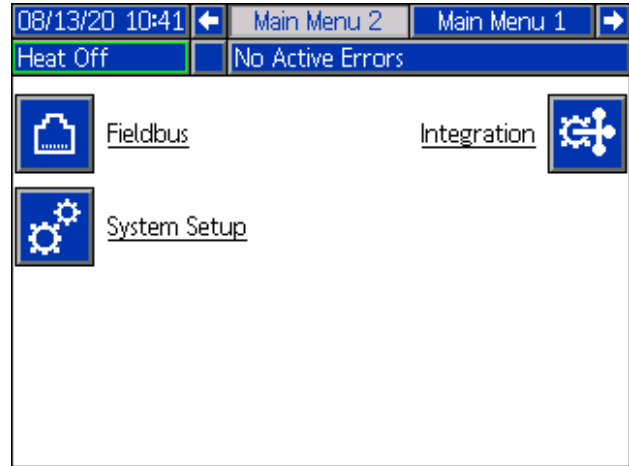 08/13/20 10:41 Main Menu 2 Main Menu 1
Heat Off No Active Errors
Fieldbus Integration
System Setup